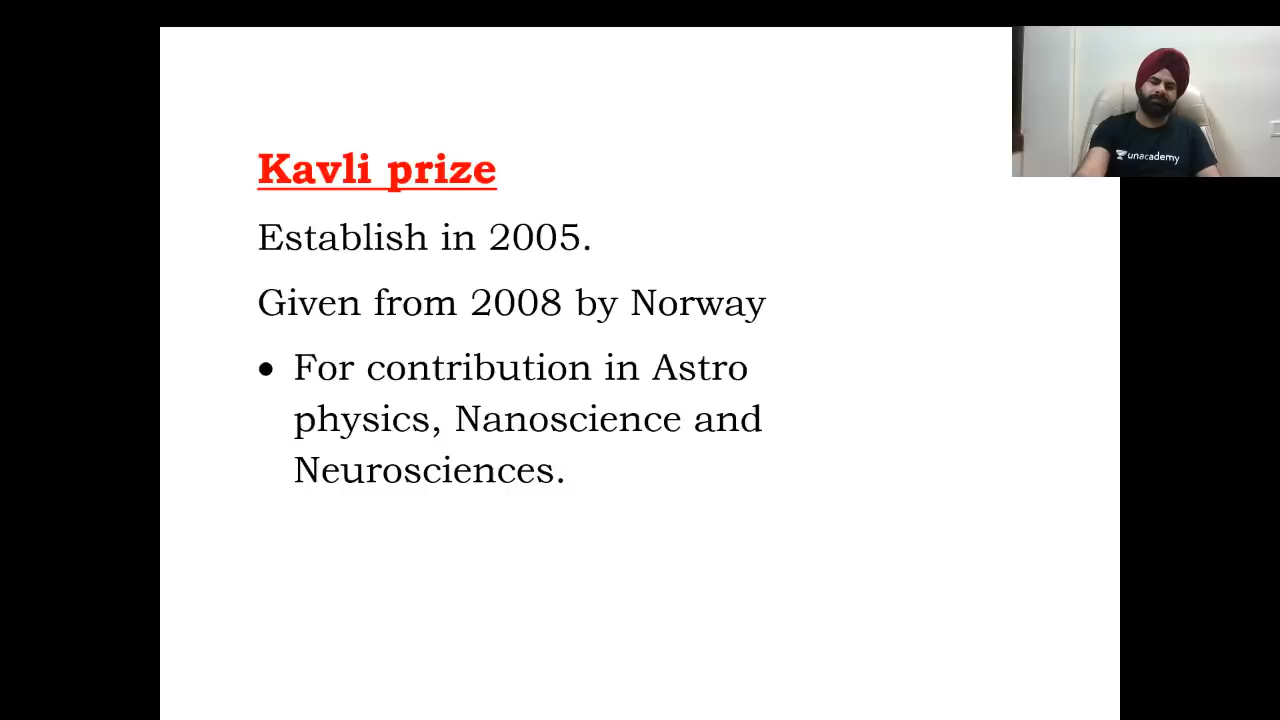 Kavli prize
Establish in 2005.
Given from 2008 by Norway
• For contribution in Astro
physics, Nanoscience and
Neurosciences.
unacademy